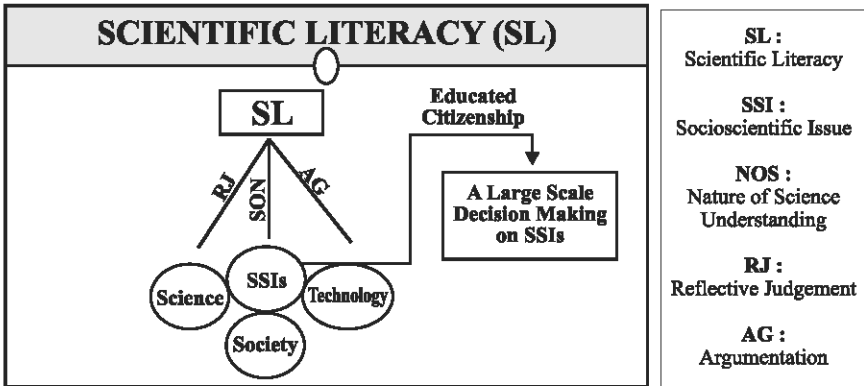 SCIENTIFIC LITERACY (SL)
SL
RJ
NOS
AG
Educated
Citizenship
A Large Scale
Decision Making
on SSIs
Science
SSIs
Technology
Society
SL :
Scientific Literacy
SSI :
Socioscientific Issue
NOS :
Nature of Science
Understanding
RJ :
Reflective Judgement
AG :
Argumentation